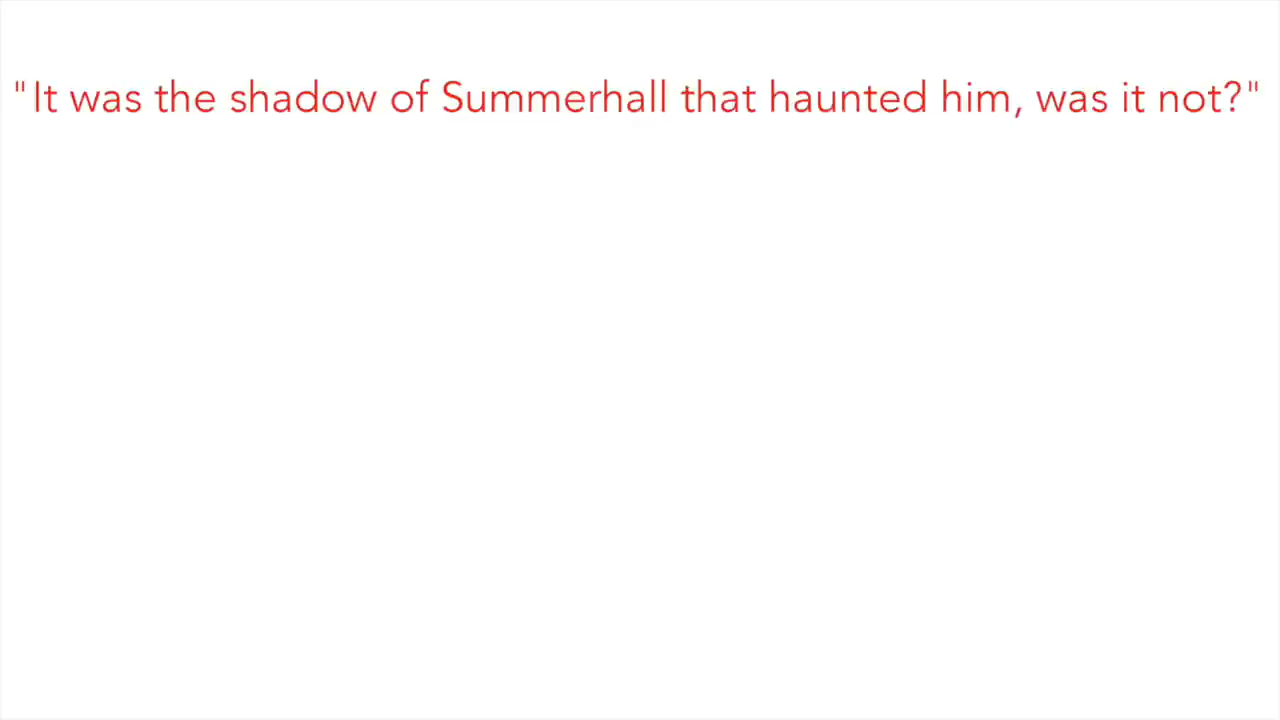 "It was the shadow of Summerhall that haunted him, was it not?"